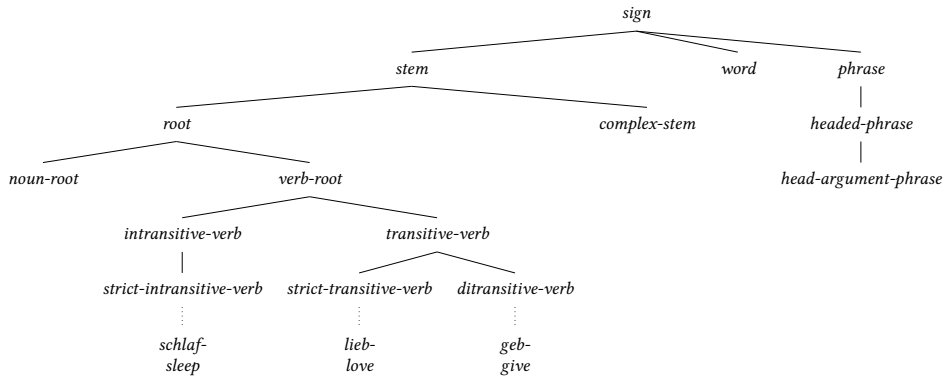 sign
stem word phrase
root complex-stem headed-phrase
noun-root verb-root head-argument-phrase
intransitive-verb transitive-verb
strict-intransitive-verb strict-transitive-verb ditransitive-verb
schlaf- lieb- geb-
sleep love give